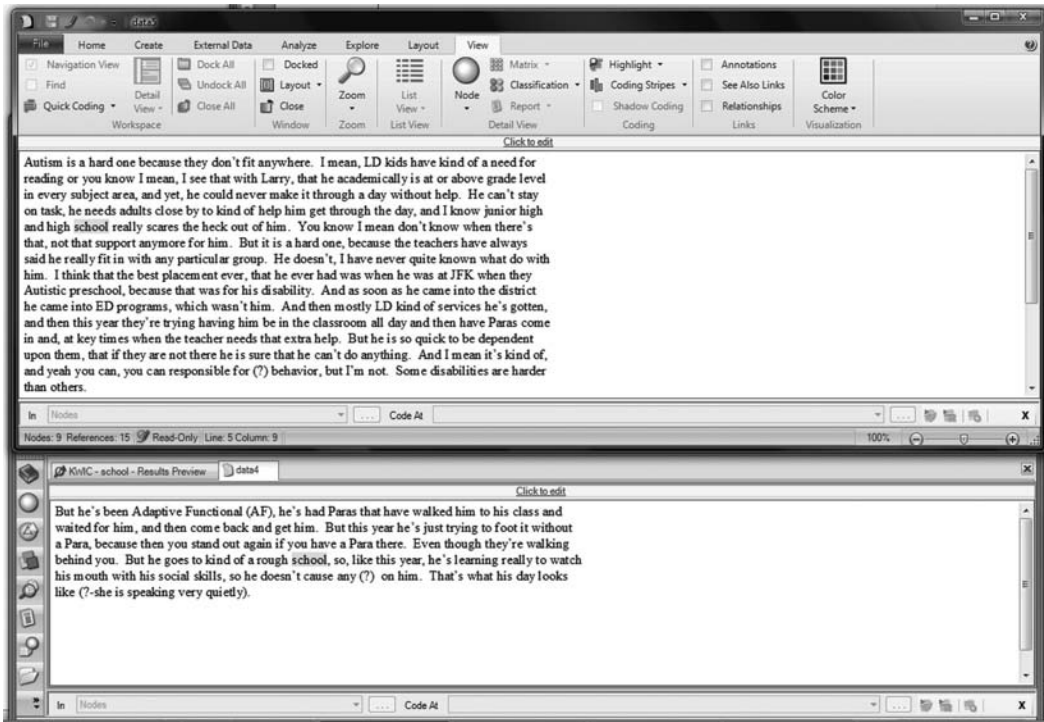 data5
File Home Create External Data Analyze Explore Layout View
Navigation View Dock All Docked Matrix Highlight Annotations
Find Undock All Layout Classification Coding Stripes See Also Links
Quick Coding Detail View Close All Close Zoom List View Node Report Shadow Coding Relationships Color Scheme
Workspace Window Zoom List View Detail View Coding Links Visualization
Click to edit
Autism is a hard one because they don't fit anywhere. I mean, LD kids have kind of a need for
reading or you know I mean, I see that with Larry, that he academically is at or above grade level
in every subject area, and yet, he could never make it through a day without help. He can't stay
on task, he needs adults close by to kind of help him get through the day, and I know junior high
and high school really scares the heck out of him. You know I mean don't know when there's
that, not that support anymore for him. But it is a hard one, because the teachers have always
said he really fit in with any particular group. He doesn't, I have never quite known what do with
him. I think that the best placement ever, that he ever had was when he was at JFK when they
Autistic preschool, because that was for his disability. And as soon as he came into the district
he came into ED programs, which wasn't him. And then mostly LD kind of services he's gotten,
and then this year they're trying having him be in the classroom all day and then have Paras come
in and, at key times when the teacher needs that extra help. But he is so quick to be dependent
upon them, that if they are not there he is sure that he can't do anything. And I mean it's kind of,
and yeah you can, you can responsible for (?) behavior, but I'm not. Some disabilities are harder
than others.
In Nodes ... Code At ... X
Nodes: 9 References: 15 Read-Only Line: 5 Column: 9 100%
KWIC - school - Results Preview data4
Click to edit
But he's been Adaptive Functional (AF), he's had Paras that have walked him to his class and
waited for him, and then come back and get him. But this year he's just trying to foot it without
a Para, because then you stand out again if you have a Para there. Even though they're walking
behind you. But he goes to kind of a rough school, so, like this year, he's learning really to watch
his mouth with his social skills, so he doesn't cause any (?) on him. That's what his day looks
like (?-she is speaking very quietly).
In Nodes ... Code At ... X